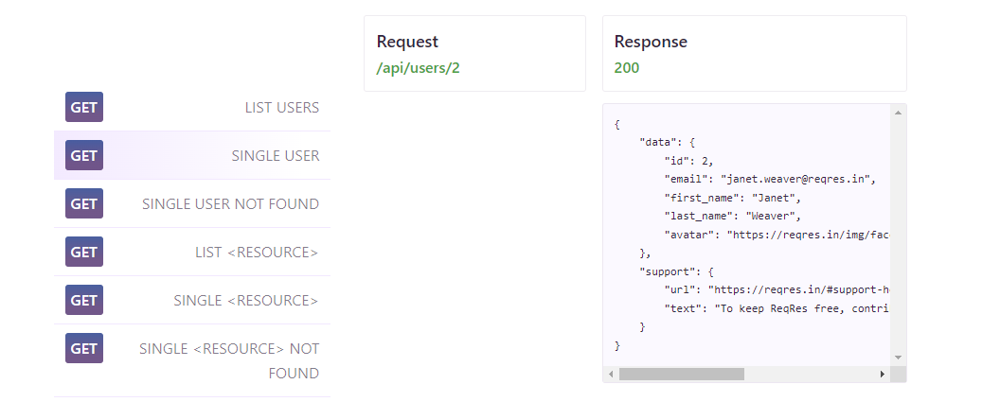 GET LIST USERS
GET SINGLE USER
GET SINGLE USER NOT FOUND
GET LIST <RESOURCE>
GET SINGLE <RESOURCE>
GET SINGLE <RESOURCE> NOT
FOUND
Request
/api/users/2
Response
200
{
    "data": {
        "id": 2,
        "email": "janet.weaver@reqres.in",
        "first_name": "Janet",
        "last_name": "Weaver",
        "avatar": "https://reqres.in/img/fac
    },
    "support": {
        "url": "https://reqres.in/#support-h
        "text": "To keep ReqRes free, contri
    }
}